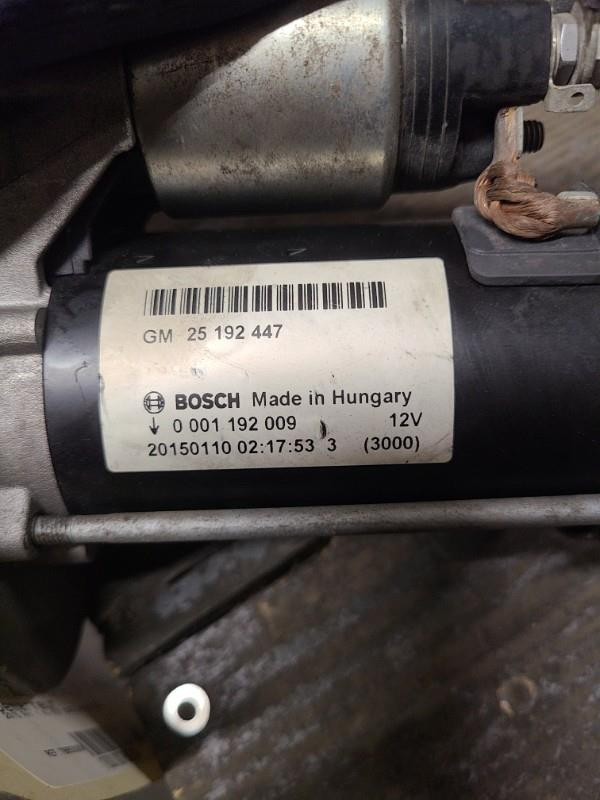 GM 25 192 447
BOSCH Made in Hungary
↓ 0 001 192 009 12V
20150110 02:17:53 3 (3000)